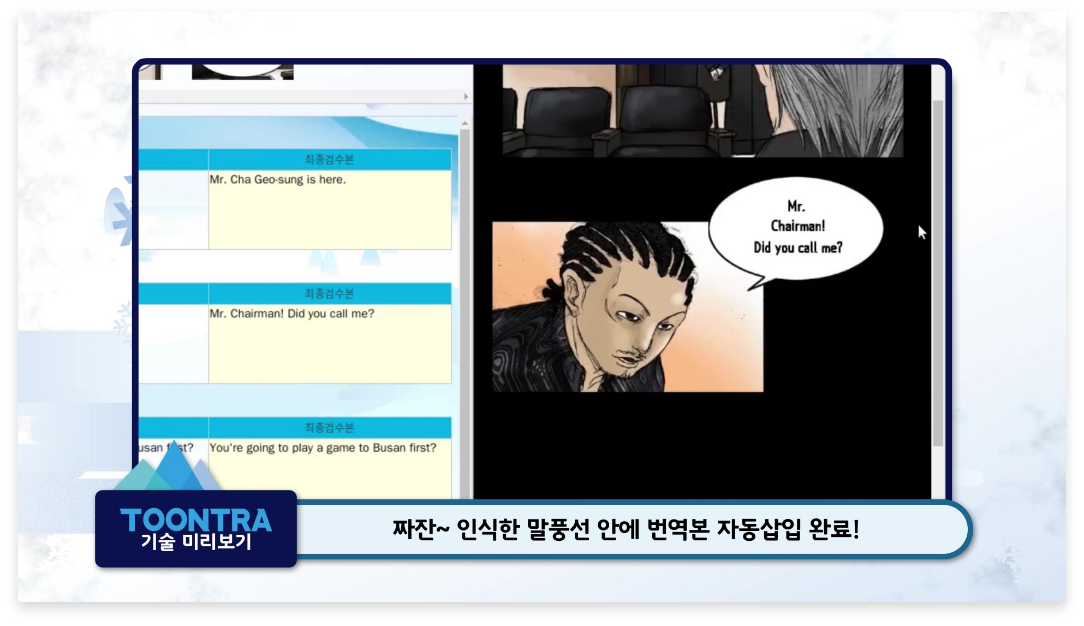 최종검수본
Mr. Cha Geo-sung is here.
최종검수본
Mr. Chairman! Did you call me?
최종검수본
You're going to play a game to Busan first?
Mr.
Chairman!
Did you call me?
TOONTRA
기술 미리보기
짜잔~ 인식한 말풍선 안에 번역본 자동삽입 완료!